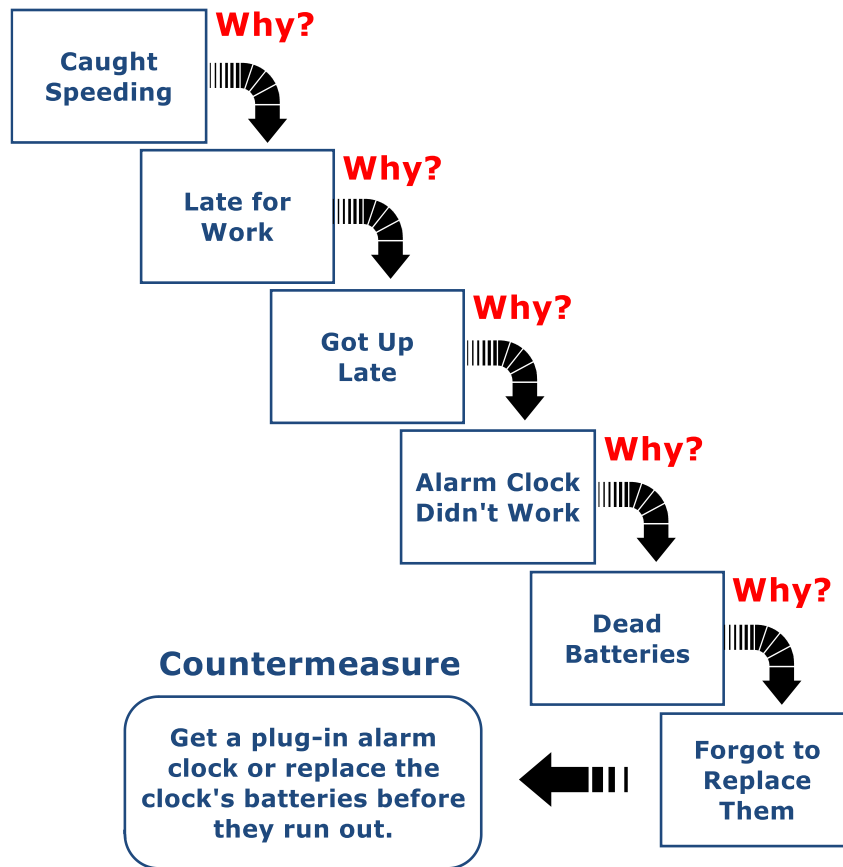 Why?
Caught
Speeding
Why?
Late for
Work
Why?
Got Up
Late
Why?
Alarm Clock
Didn't Work
Why?
Dead
Batteries
Forgot to
Replace
Them
Countermeasure
Get a plug-in alarm
clock or replace the
clock's batteries before
they run out.